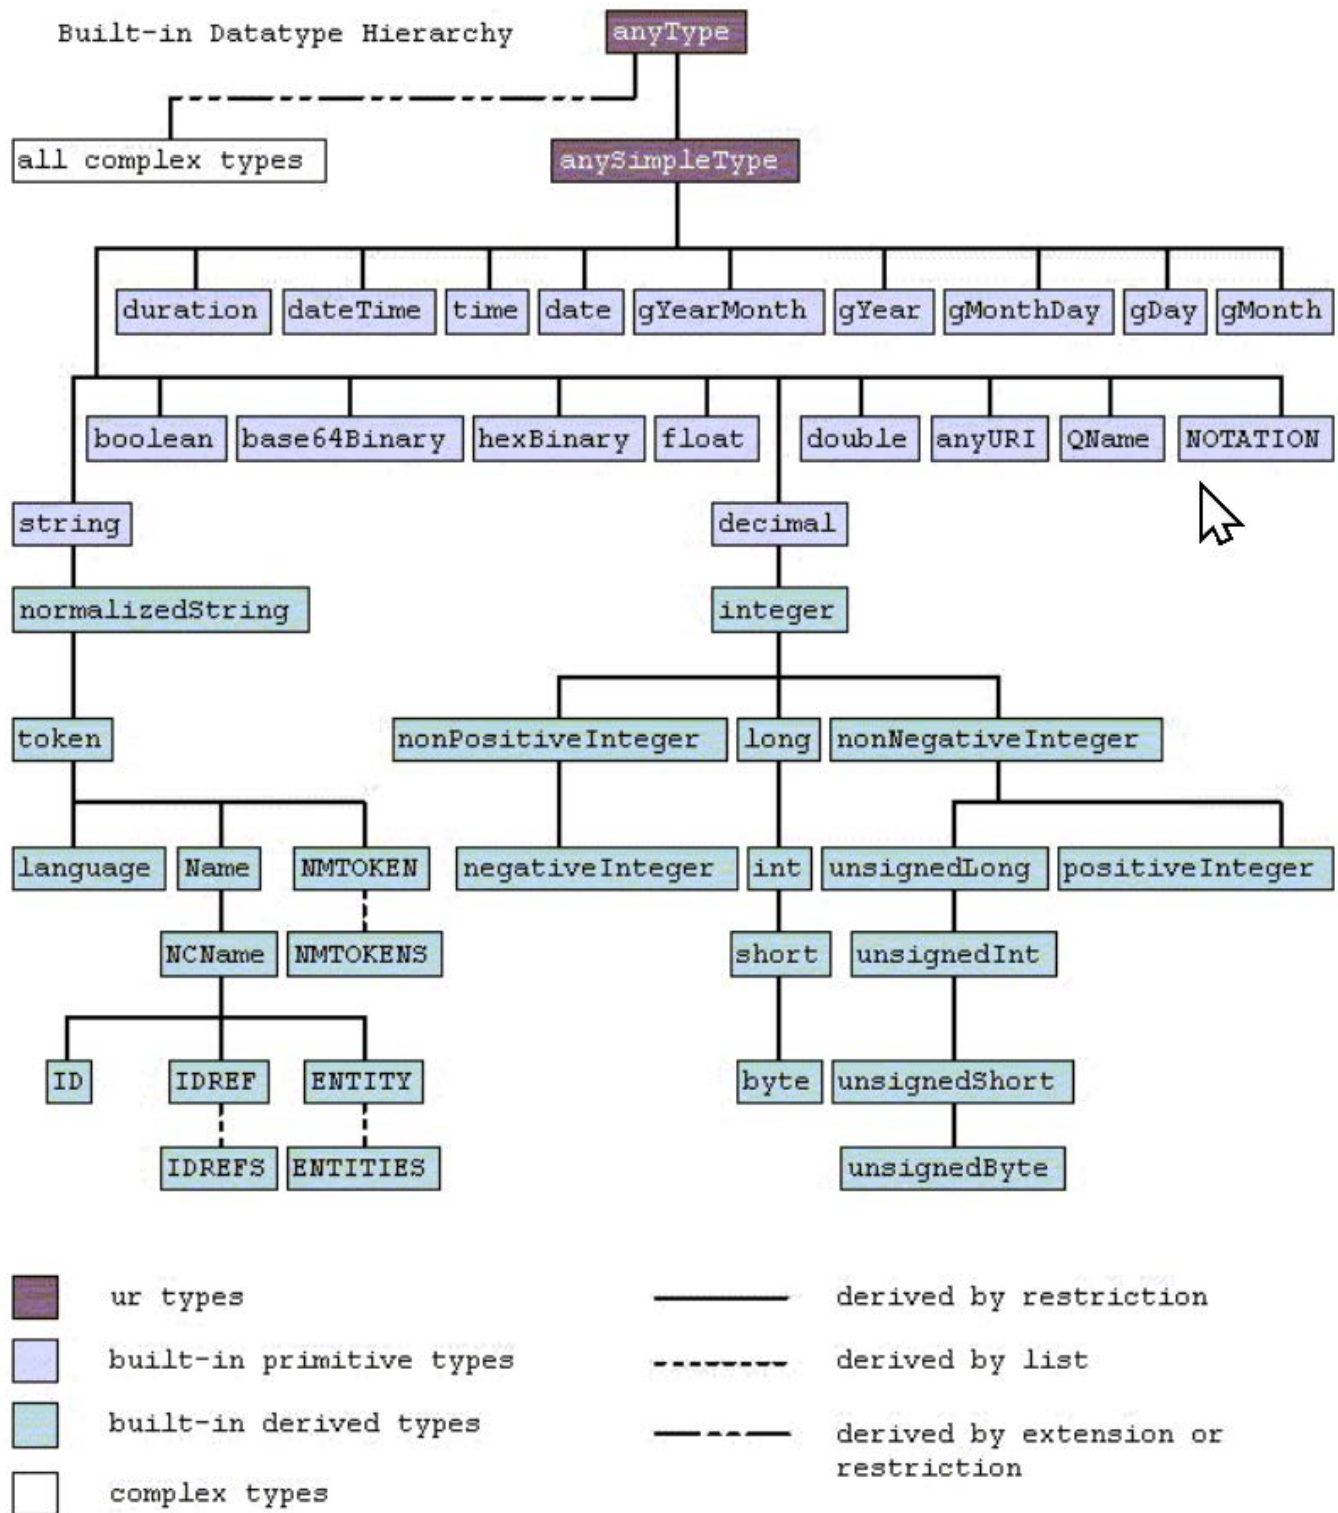 Built-in Datatype Hierarchy
anyType
all complex types
anySimpleType
duration dateTime time date gYearMonth gYear gMonthDay gDay gMonth
boolean base64Binary hexBinary float double anyURI QName NOTATION
string decimal
normalizedString integer
token nonPositiveInteger long nonNegativeInteger
language Name NMTOKEN negativeInteger int unsignedLong positiveInteger
NCName NMTOKENS short unsignedInt
ID IDREF ENTITY byte unsignedShort
IDREFS ENTITIES unsignedByte
ur types
built-in primitive types
built-in derived types
complex types
derived by restriction
derived by list
derived by extension or
restriction